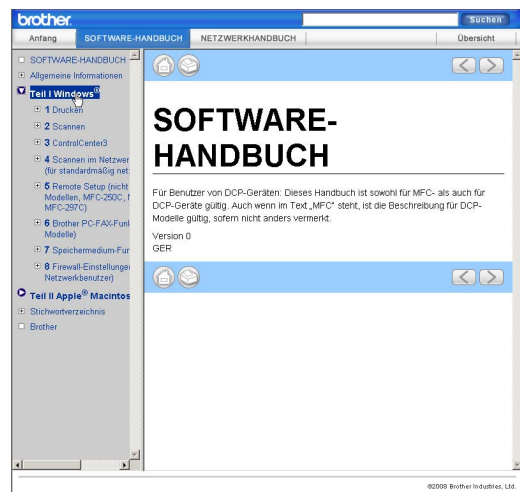 brother.
Suchen
Anfang SOFTWARE-HANDBUCH NETZWERKHANDBUCH Übersicht
SOFTWARE-HANDBUCH
Allgemeine Informationen
Teil I Windows®
1 Drucken
2 Scannen
3 ControlCenter3
4 Scannen im Netzwer
(für standardmäßig net
5 Remote Setup (nicht
Modellen, MFC-250C, 
MFC-297C)
6 Brother PC-FAX-Funk
Modelle)
7 Speichermedium-Fun
8 Firewall-Einstellungen
Netzwerkbenutzer)
Teil II Apple® Macintos
Stichwortverzeichnis
Brother
SOFTWARE-
HANDBUCH
Für Benutzer von DCP-Geräten: Dieses Handbuch ist sowohl für MFC- als auch für
DCP-Geräte gültig. Auch wenn im Text „MFC" steht, ist die Beschreibung für DCP-
Modelle gültig, sofern nicht anders vermerkt.
Version 0
GER
©2008 Brother Industries, Ltd.